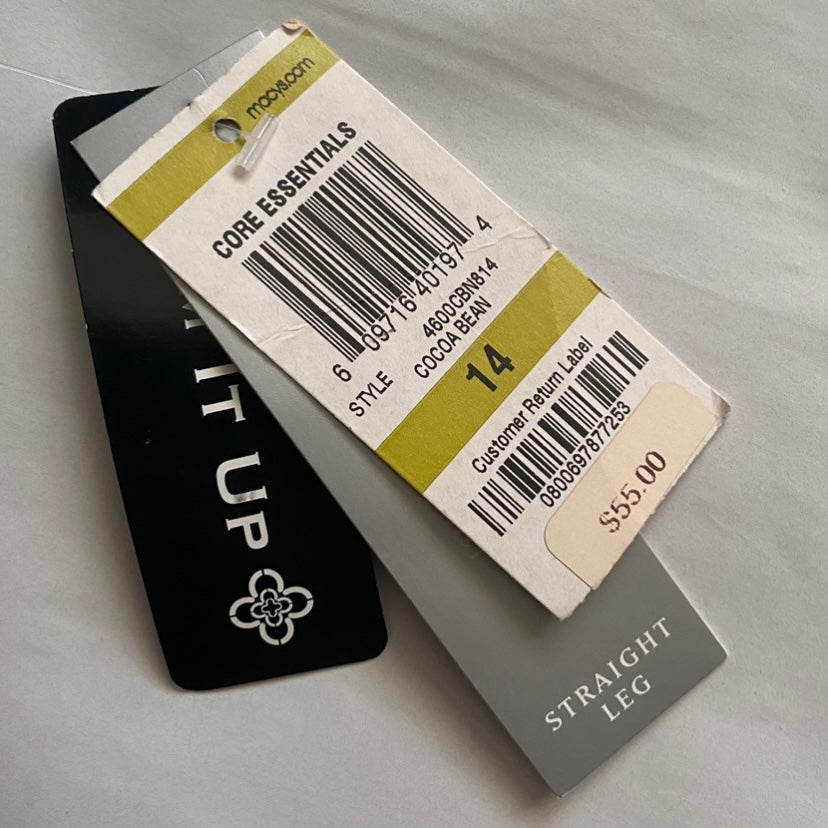 macys.com
CORE ESSENTIALS
6 09716 40197 4
STYLE 4600CBN814
COCOA BEAN
14
Customer Return Label
0800697877253
$55.00
IT UP
STRAIGHT
LEG